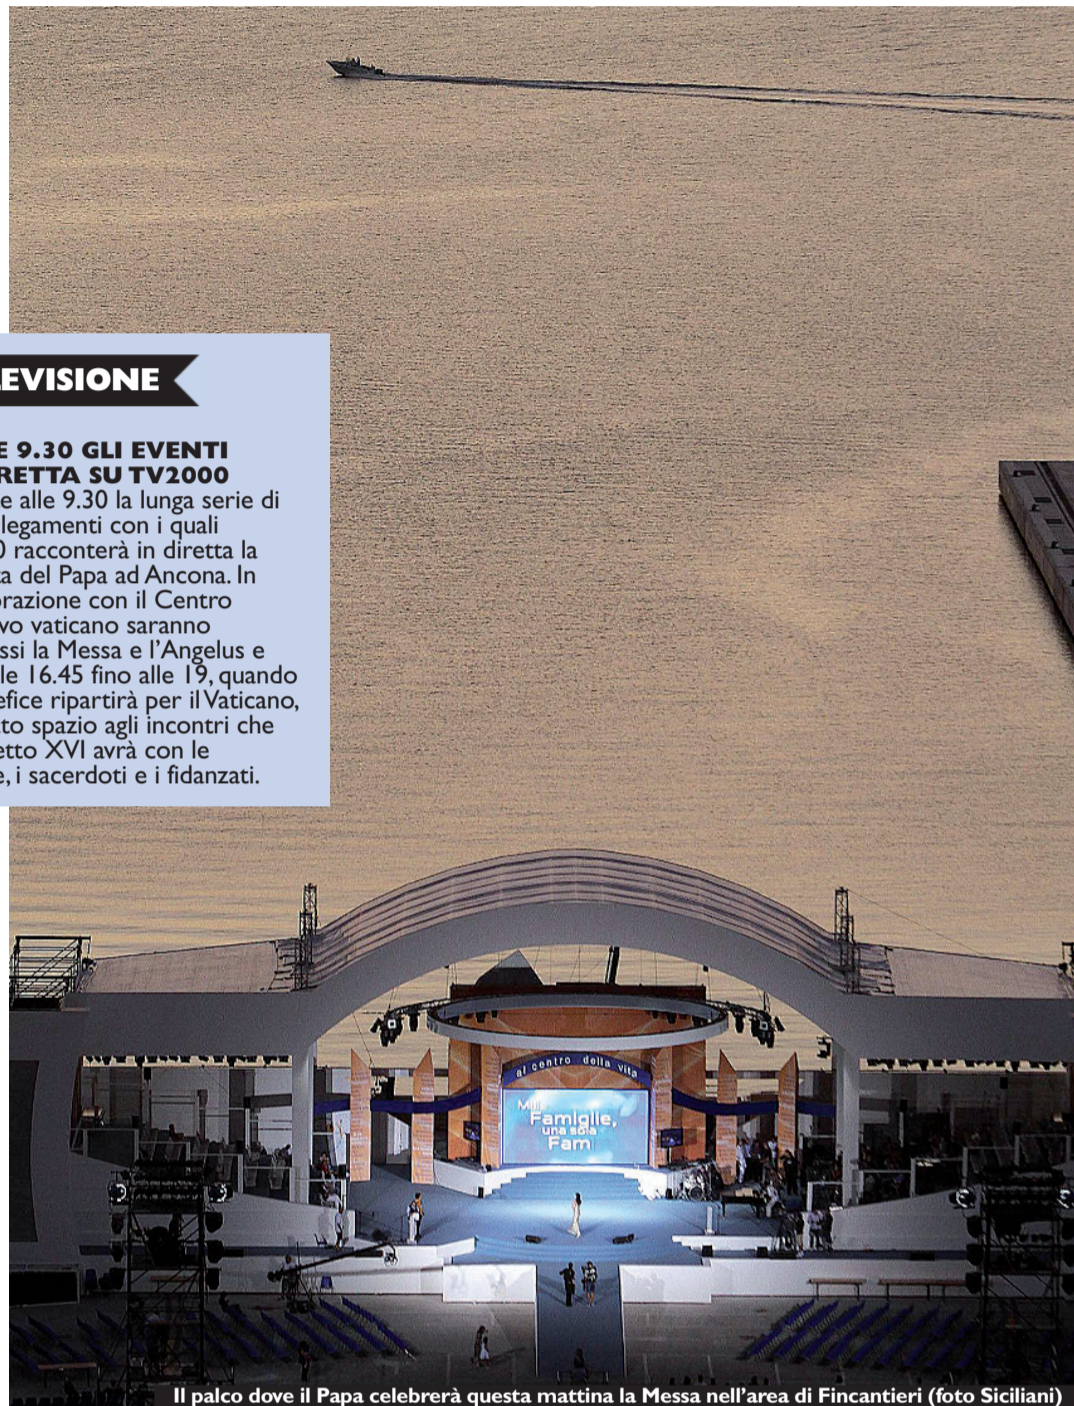 LEVISIONE
E 9.30 GLI EVENTI
RETTA SU TV2000
e alle 9.30 la lunga serie di
legamenti con i quali
0 racconterà in diretta la
ta del Papa ad Ancona. In
orazione con il Centro
vo vaticano saranno
ssi la Messa e l’Angelus e
le 16.45 fino alle 19, quando
efice ripartirà per il Vaticano,
to spazio agli incontri che
etto XVI avrà con le
e, i sacerdoti e i fidanzati.
al centro della vita
Famiglie,
una sola
Fam
Il palco dove il Papa celebrerà questa mattina la Messa nell’area di Fincantieri (foto Siciliani)